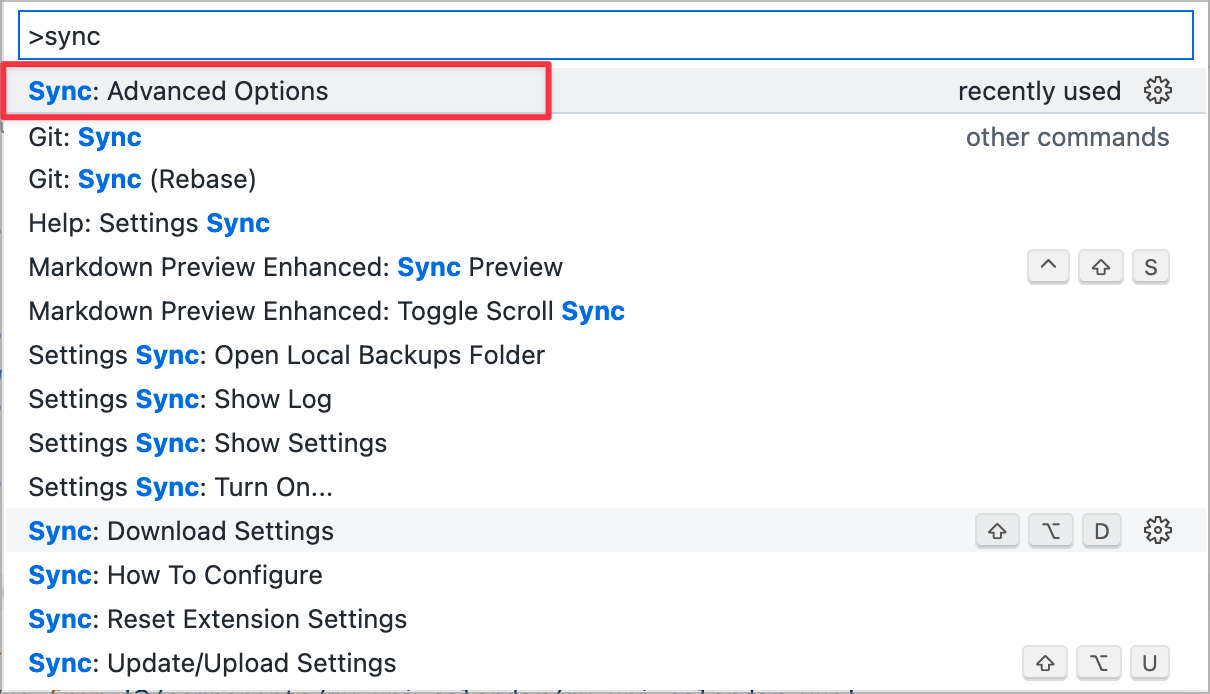 >sync
Sync: Advanced Options recently used
Git: Sync other commands
Git: Sync (Rebase)
Help: Settings Sync
Markdown Preview Enhanced: Sync Preview ^ ⇧ S
Markdown Preview Enhanced: Toggle Scroll Sync
Settings Sync: Open Local Backups Folder
Settings Sync: Show Log
Settings Sync: Show Settings
Settings Sync: Turn On...
Sync: Download Settings ⇧ ⌥ D
Sync: How To Configure
Sync: Reset Extension Settings
Sync: Update/Upload Settings ⇧ ⌥ U